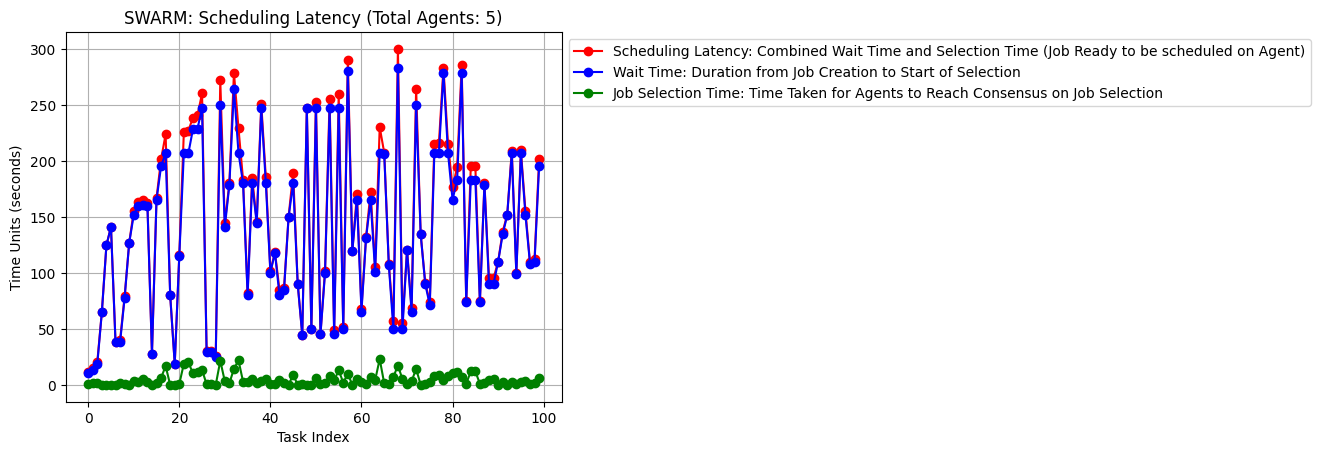 SWARM: Scheduling Latency (Total Agents: 5)
Scheduling Latency: Combined Wait Time and Selection Time (Job Ready to be scheduled on Agent)
Wait Time: Duration from Job Creation to Start of Selection
Job Selection Time: Time Taken for Agents to Reach Consensus on Job Selection
Time Units (seconds)
300
250
200
150
100
50
0
0 20 40 60 80 100
Task Index